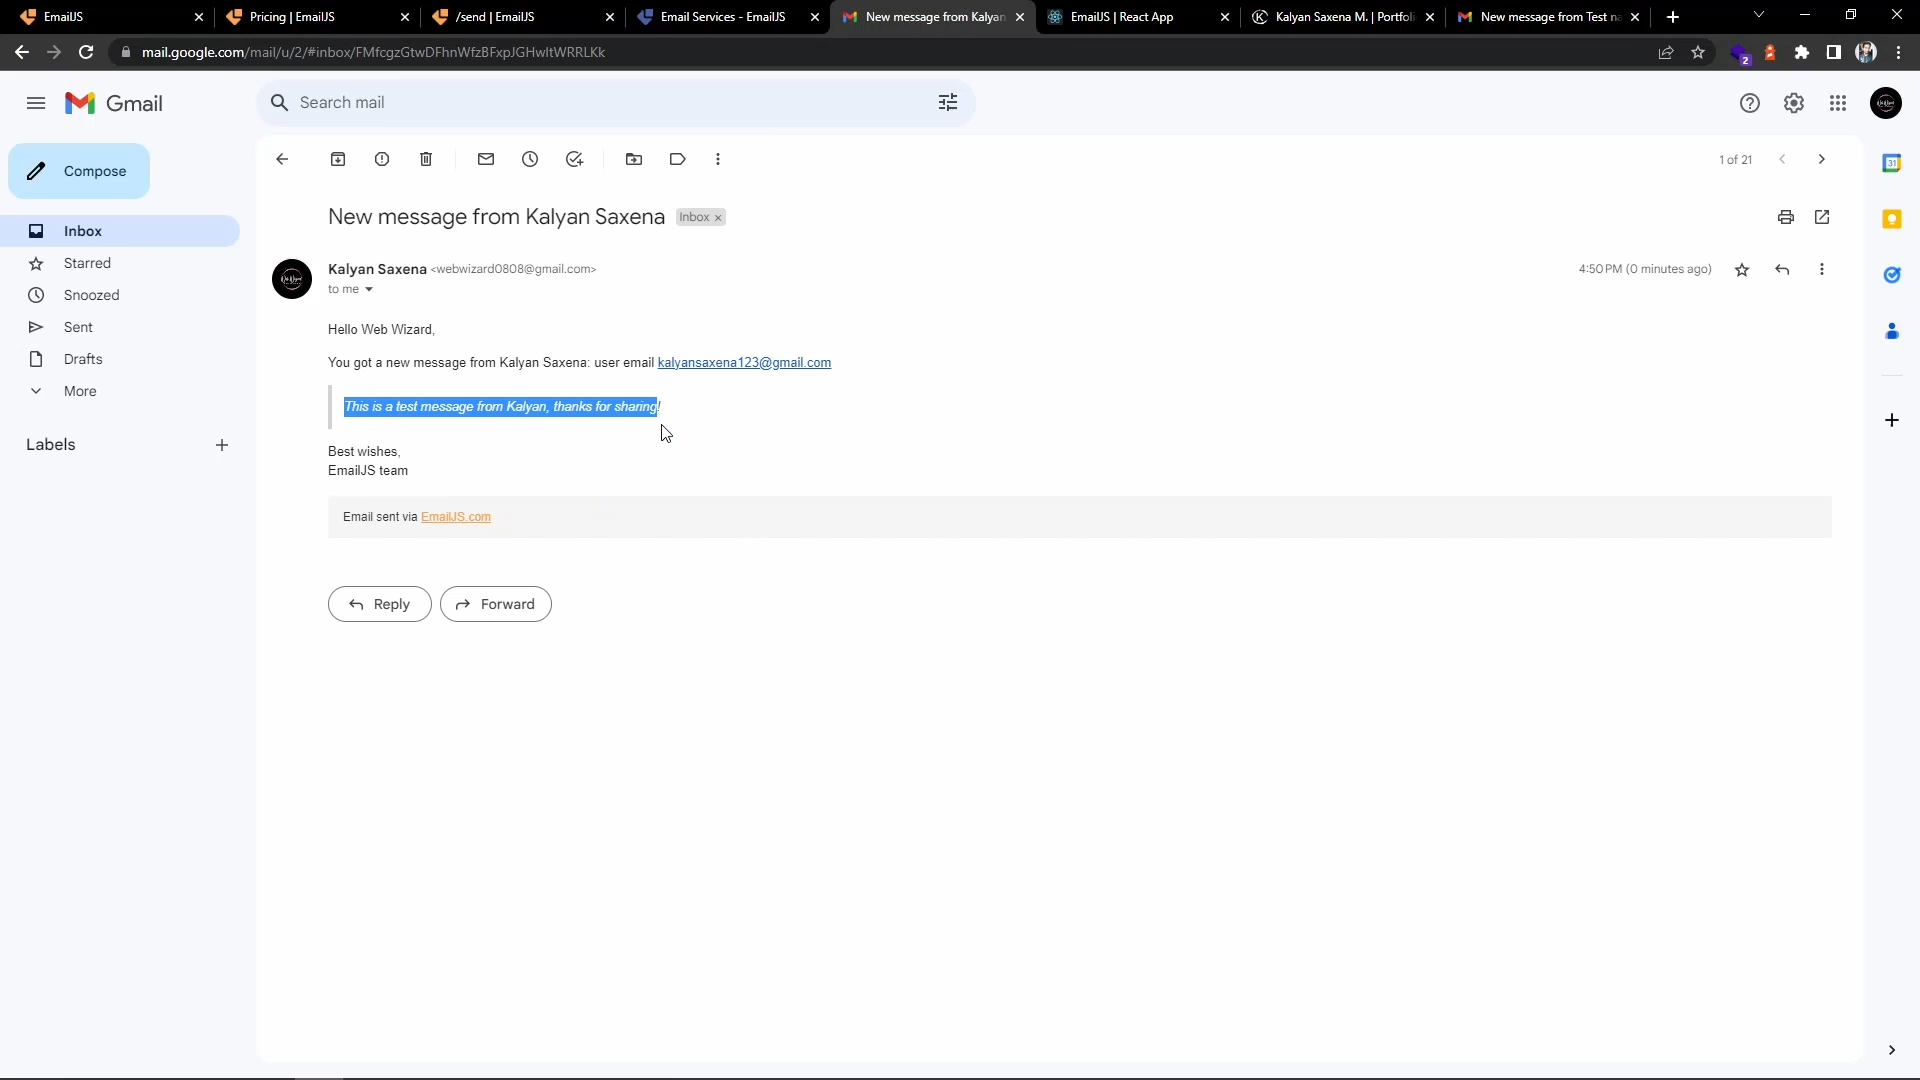 EmailJS
Pricing | EmailJS
/send | EmailJS
Email Services - EmailJS
New message from Kalyan
EmailJS | React App
Kalyan Saxena M. | Portfoli
New message from Test na
mail.google.com/mail/u/2/#inbox/FMfcgzGtwDFhnWfzBFxpJGHwltWRRLKk
2
Gmail
Search mail
Compose
1 of 21
31
New message from Kalyan Saxena
Inbox ×
Inbox
Starred
Snoozed
Sent
Drafts
More
Labels
Kalyan Saxena <webwizard0808@gmail.com>
4:50 PM (0 minutes ago)
to me
Hello Web Wizard,
You got a new message from Kalyan Saxena: user email kalyansaxena123@gmail.com
This is a test message from Kalyan, thanks for sharing!
Best wishes,
EmailJS team
Email sent via EmailJS.com
Reply
Forward